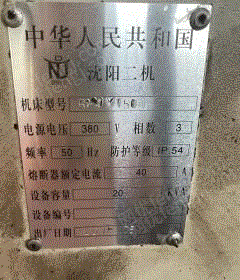 中华人民共和国
沈阳二机
机床型号
电源电压 380 V 相数 3
频率 50 Hz 防护等级 IP 54
熔断器额定电流 40 A
设备容量 20 KVA
设备编号
出厂日期